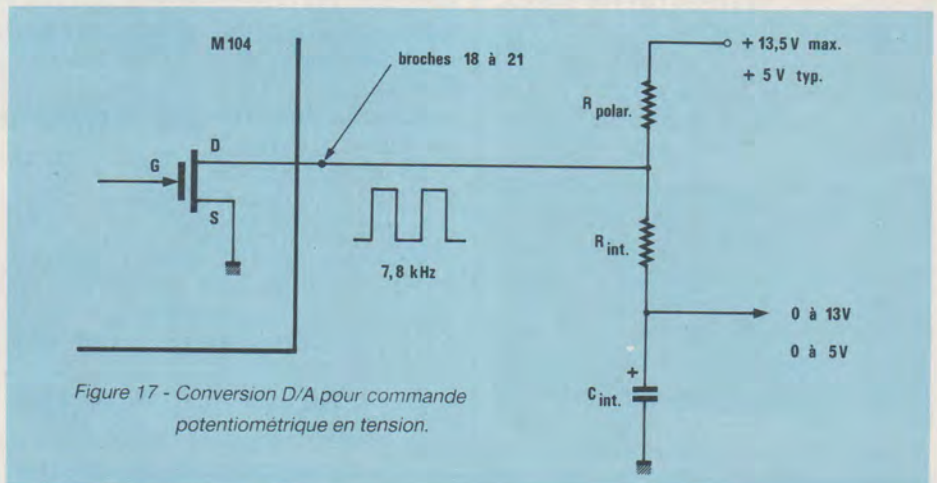 M104
broches 18 à 21
+ 13,5 V max.
+ 5 V typ.
R polar.
D
G
S
7,8 kHz
R int.
0 à 13V
0 à 5V
+
C int.
Figure 17 - Conversion D/A pour commande
potentiométrique en tension.